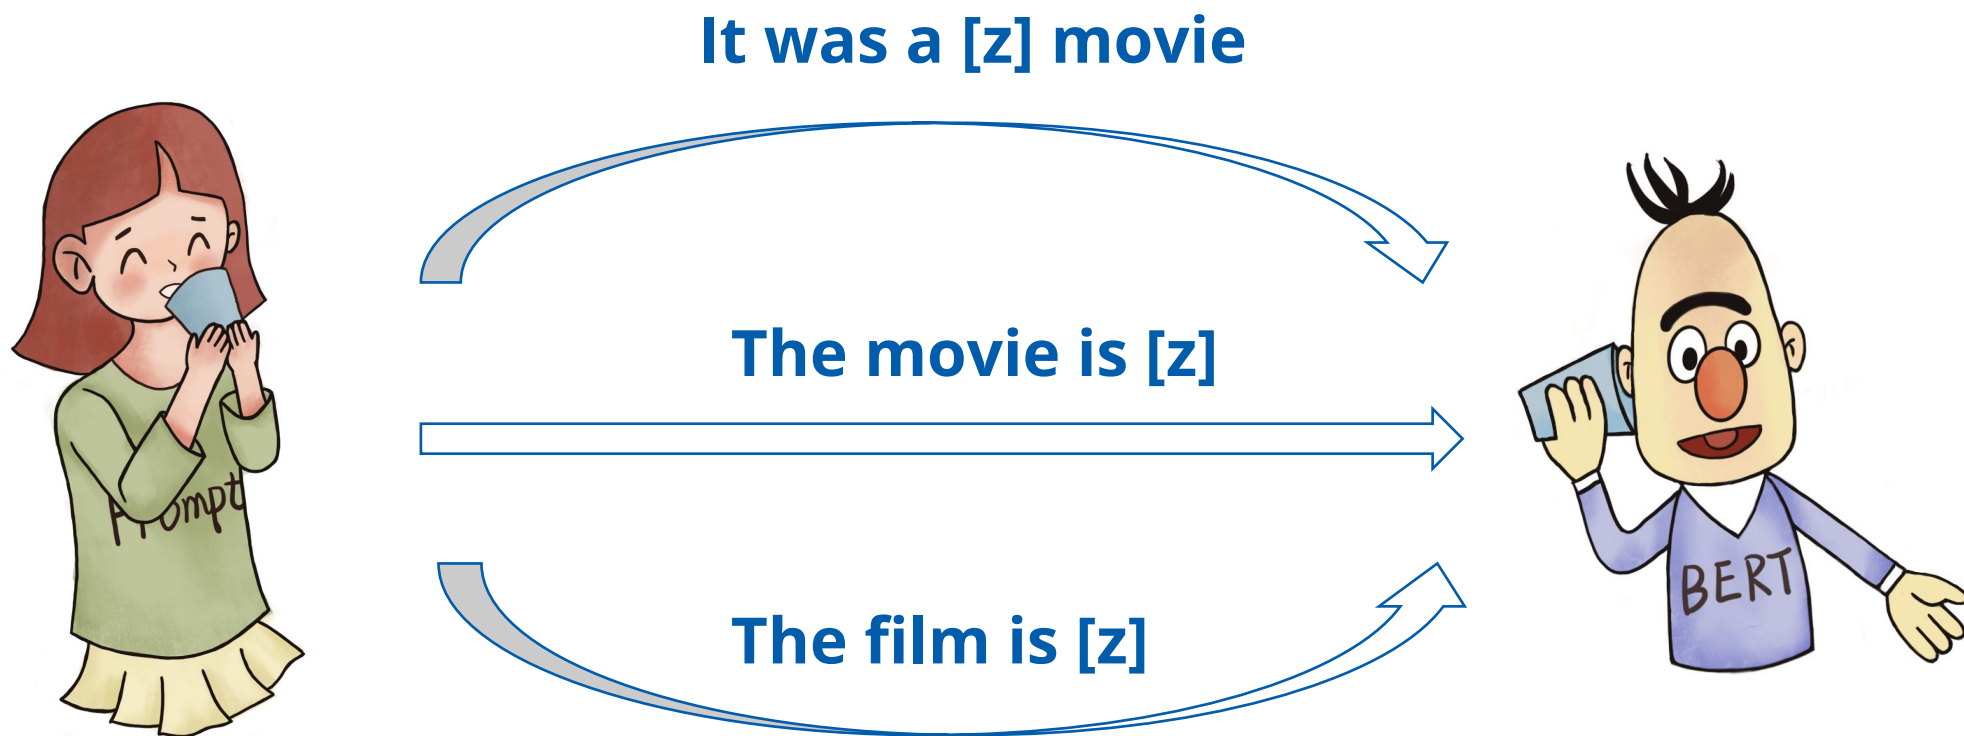 It was a [z] movie
The movie is [z]
Prompt
BERT
The film is [z]